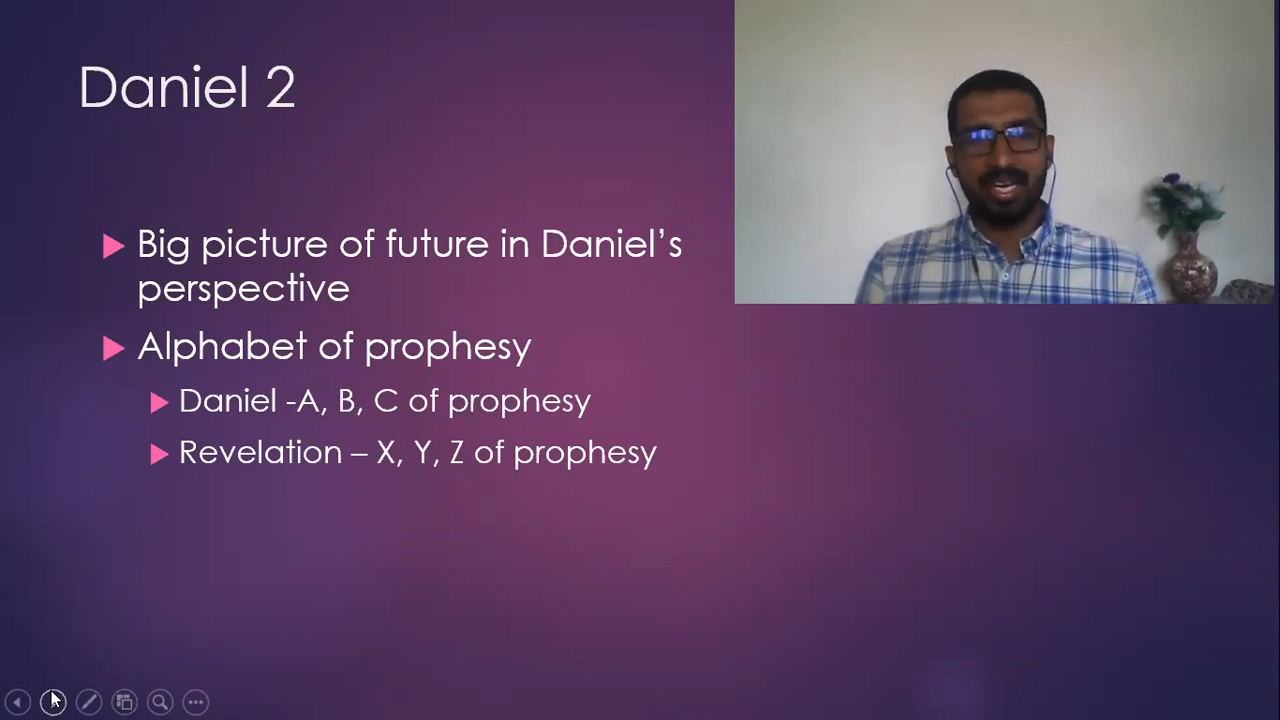 Daniel 2
Big picture of future in Daniel’s
perspective
Alphabet of prophesy
Daniel -A, B, C of prophesy
Revelation – X, Y, Z of prophesy